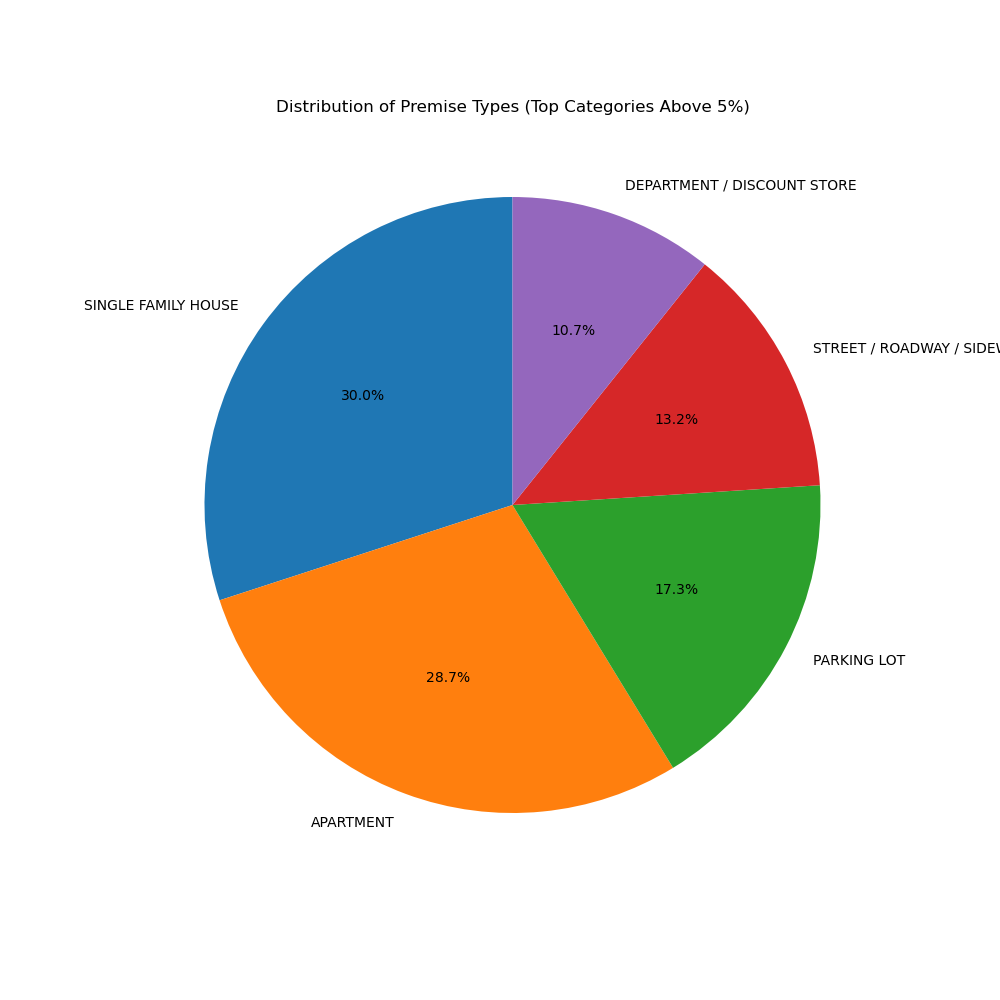 Distribution of Premise Types (Top Categories Above 5%)
DEPARTMENT / DISCOUNT STORE
SINGLE FAMILY HOUSE
STREET / ROADWAY /
10.7%
30.0%
13.2%
17.3%
PARKING LOT
28.7%
APARTMENT